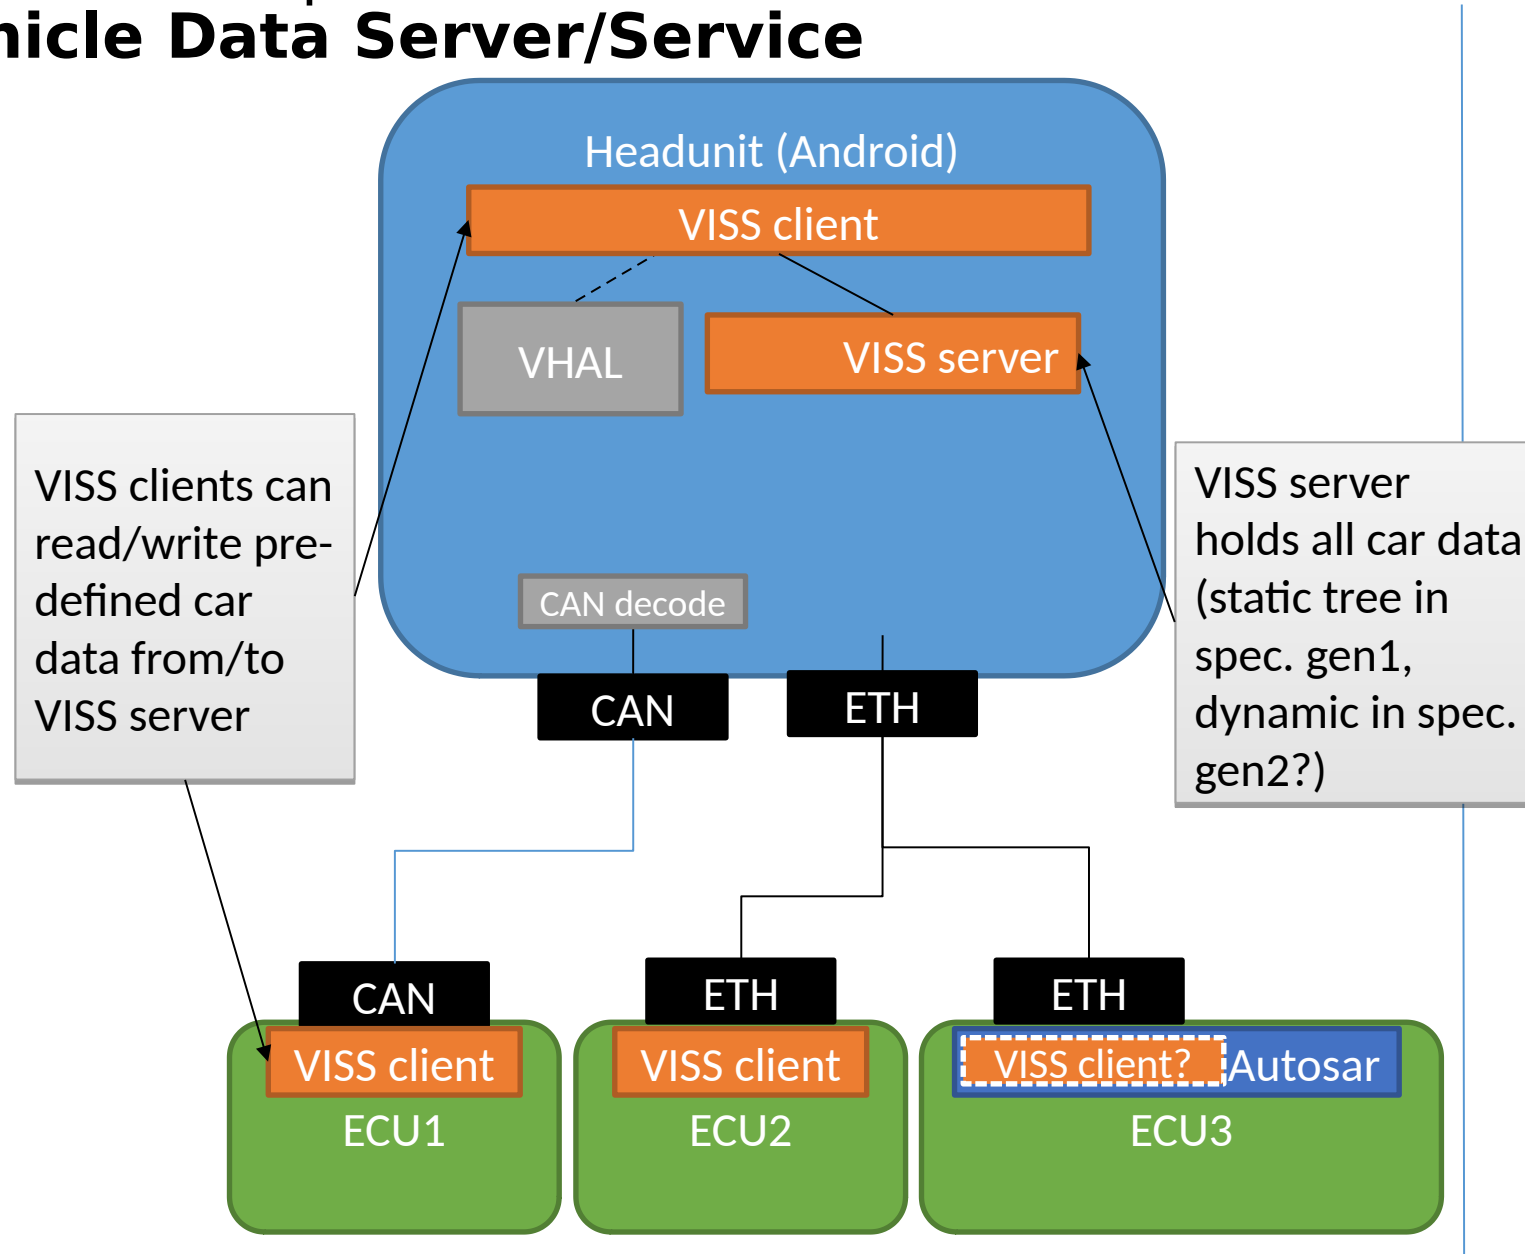 hicle Data Server/Service
Headunit (Android)
VISS client
VHAL
VISS server
VISS clients can
read/write pre-
defined car
data from/to
VISS server
VISS server
holds all car data
(static tree in
spec. gen1,
dynamic in spec.
gen2?)
CAN decode
CAN
ETH
CAN
ETH
ETH
VISS client
VISS client
VISS client?
Autosar
ECU1
ECU2
ECU3